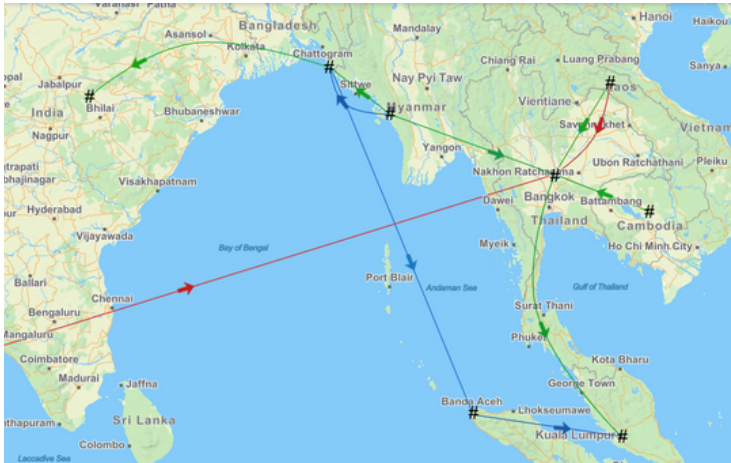 Varanasi
Patna
Bangladesh
Hanoi
Asansol
Mandalay
Haikou
Kolkata
Chattogram
Luang Prabang
Chiang Rai
Sanya
Jabalpur
Sittwe
Nay Pyi Taw
#
#
Laos
India
#
Bhilai
Vientiane
#
Myanmar
Bhubaneshwar
Nagpur
Vietnam
Yangon
Ubon Ratchathani
Pleiku
Nakhon Ratchasima
#
Visakhapatnam
Dawei
Bangkok
Battambang
#
Hyderabad
Thailand
Cambodia
Vijayawada
Bay of Bengal
Myeik
Ho Chi Minh City
Ballari
Port Blair
Andaman Sea
Gulf of Thailand
Chennai
Surat Thani
Bengaluru
Mangaluru
Phuket
Coimbatore
Kota Bharu
Madurai
Jaffna
George Town
Banda Aceh
#
Lhokseumawe
Sri Lanka
Kuala Lumpur
#
Colombo
Laccadive Sea